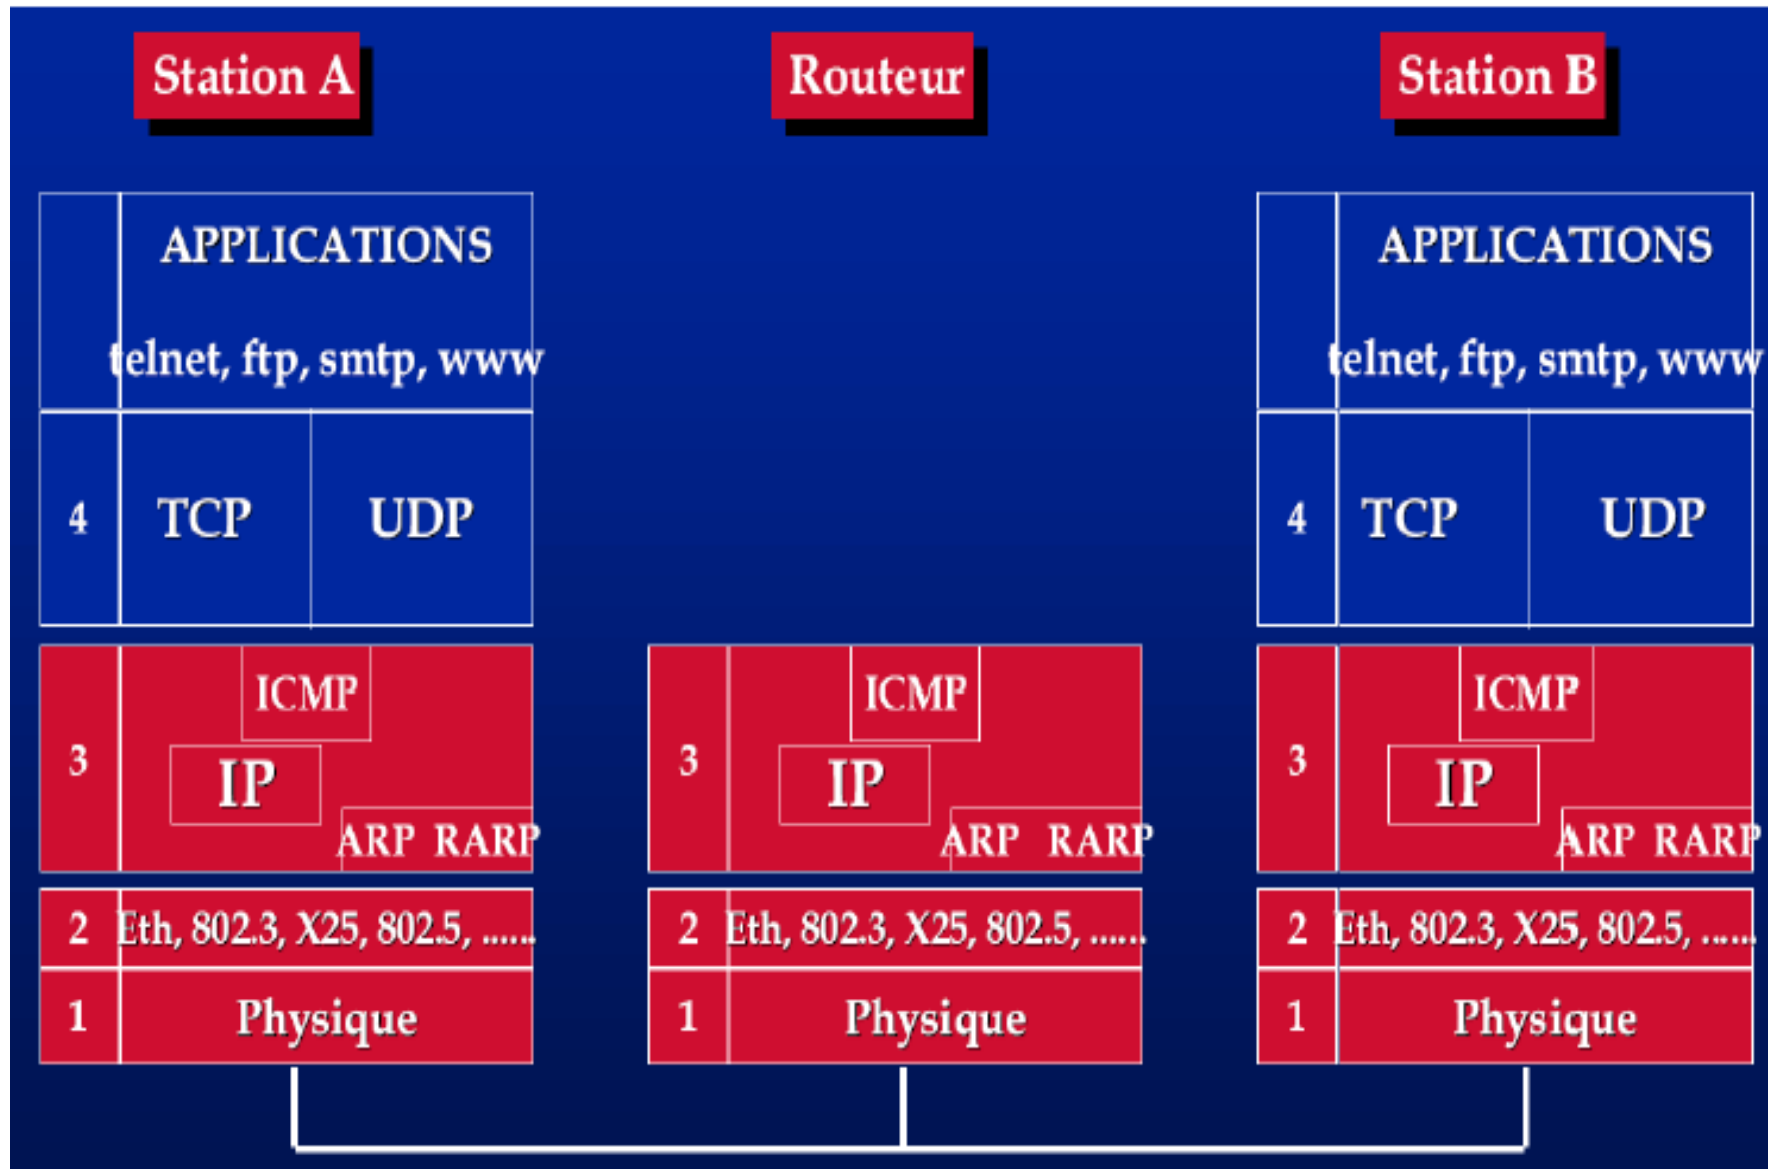 Station A
Routeur
Station B
APPLICATIONS
telnet, ftp, smtp, www
4 TCP UDP
3 ICMP
IP
ARP RARP
2 Eth, 802.3, X25, 802.5, ......
1 Physique
3 ICMP
IP
ARP RARP
2 Eth, 802.3, X25, 802.5, ......
1 Physique
APPLICATIONS
telnet, ftp, smtp, www
4 TCP UDP
3 ICMP
IP
ARP RARP
2 Eth, 802.3, X25, 802.5, ......
1 Physique